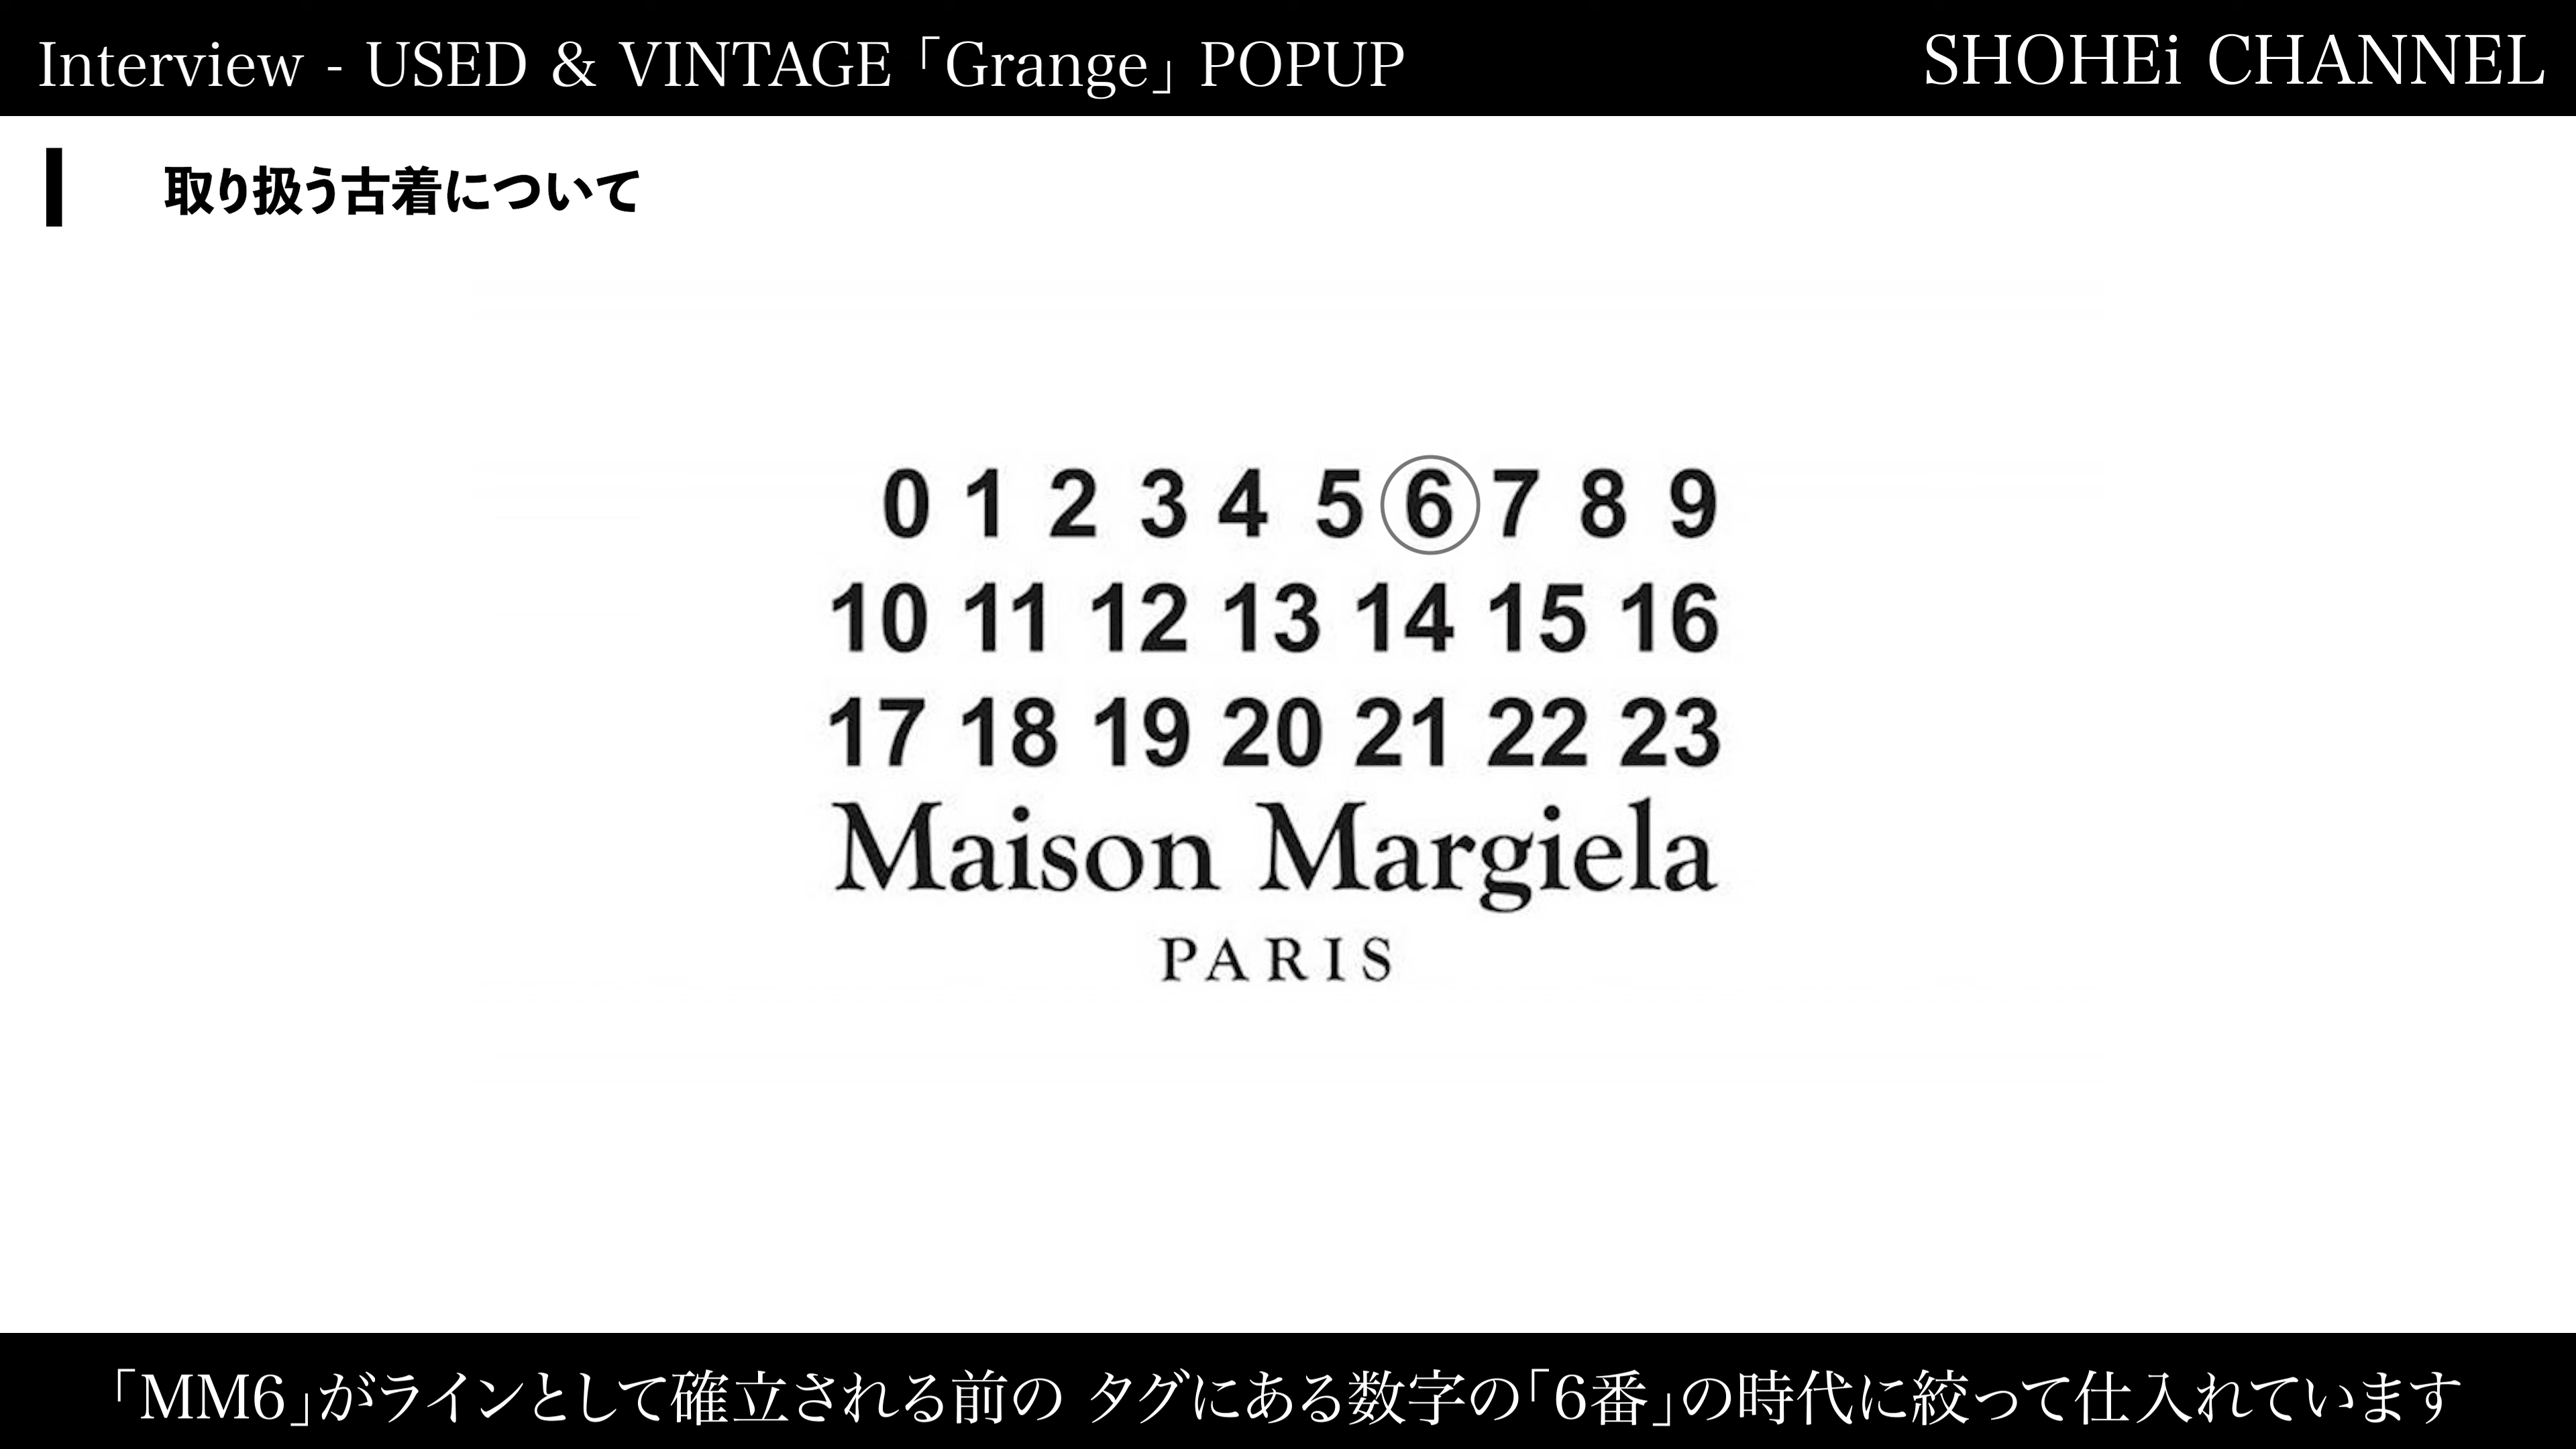 Interview - USED & VINTAGE「Grange」POPUP
SHOHEi CHANNEL
取り扱う古着について
0 1 2 3 4 5 6 7 8 9
10 11 12 13 14 15 16
17 18 19 20 21 22 23
Maison Margiela
PARIS
「MM6」がラインとして確立される前の タグにある数字の「6番」の時代に絞って仕入れています